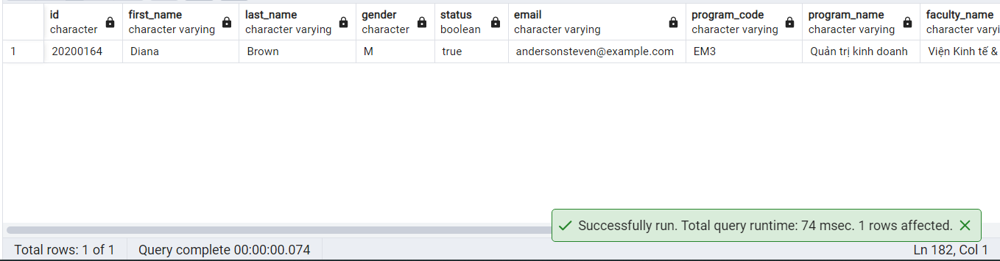 id first_name last_name gender status email program_code program_name faculty_name
character character varying character varying character boolean character varying character varying character varying character varyi
1 20200164 Diana Brown M true andersonsteven@example.com EM3 Quản trị kinh doanh Viện Kinh tế &
Successfully run. Total query runtime: 74 msec. 1 rows affected.
Total rows: 1 of 1 Query complete 00:00:00.074 Ln 182, Col 1